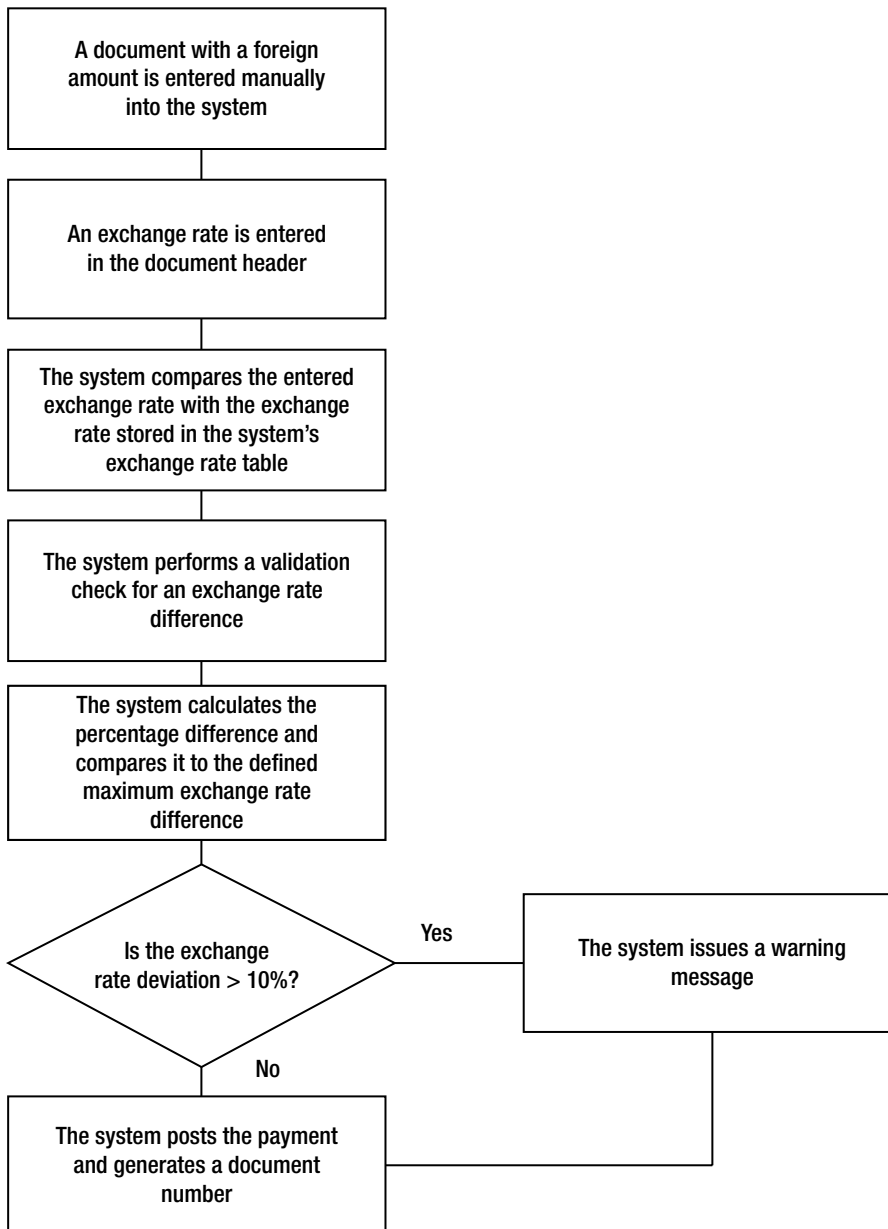 A document with a foreign
amount is entered manually
into the system
An exchange rate is entered
in the document header
The system compares the entered
exchange rate with the exchange
rate stored in the system’s
exchange rate table
The system performs a validation
check for an exchange rate
difference
The system calculates the
percentage difference and
compares it to the defined
maximum exchange rate
difference
Is the exchange
rate deviation > 10%?
Yes
The system issues a warning
message
No
The system posts the payment
and generates a document
number